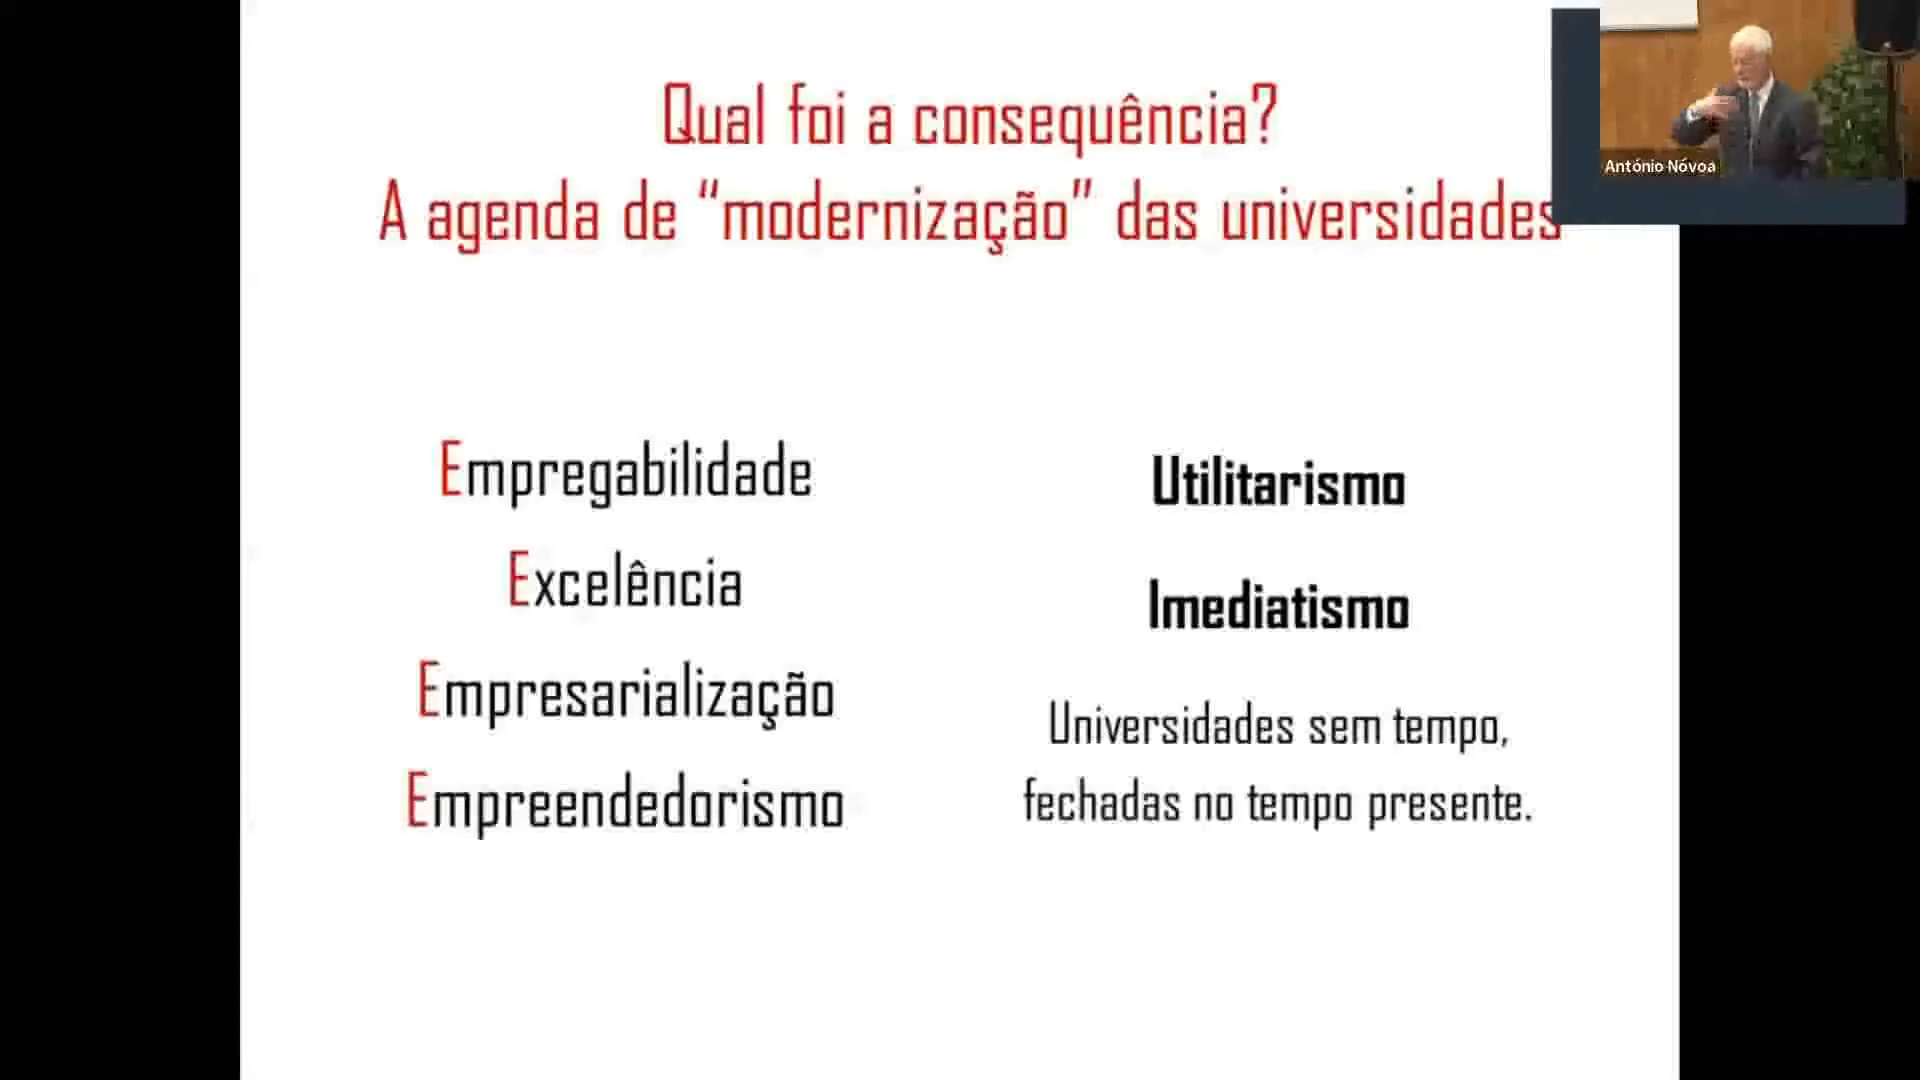 Qual foi a consequência?
A agenda de “modernização” das universidades
António Nóvoa
Empregabilidade
Excelência
Empresarialização
Empreendedorismo
Utilitarismo
Imediatismo
Universidades sem tempo,
fechadas no tempo presente.